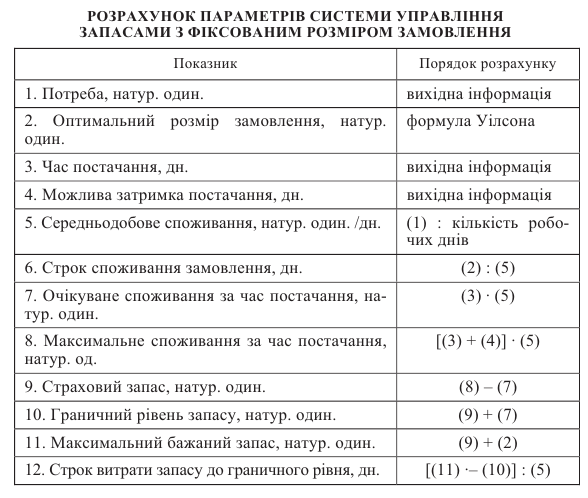 РОЗРАХУНОК ПАРАМЕТРІВ СИСТЕМИ УПРАВЛІННЯ
ЗАПАСАМИ З ФІКСОВАНИМ РОЗМІРОМ ЗАМОВЛЕННЯ
Показник Порядок розрахунку
1. Потреба, натур. один. вихідна інформація
2. Оптимальний розмір замовлення, натур. формула Уілсона
один.
3. Час постачання, дн. вихідна інформація
4. Можлива затримка постачання, дн. вихідна інформація
5. Середньодобове споживання, натур. один. /дн. (1) : кількість робо-
чих днів
6. Строк споживання замовлення, дн. (2) : (5)
7. Очікуване споживання за час постачання, на- (3) · (5)
тур. один.
8. Максимальне споживання за час постачання, [(3) + (4)] · (5)
натур. од.
9. Страховий запас, натур. один. (8) – (7)
10. Граничний рівень запасу, натур. один. (9) + (7)
11. Максимальний бажаний запас, натур. один. (9) + (2)
12. Строк витрати запасу до граничного рівня, дн. [(11) ·– (10)] : (5)